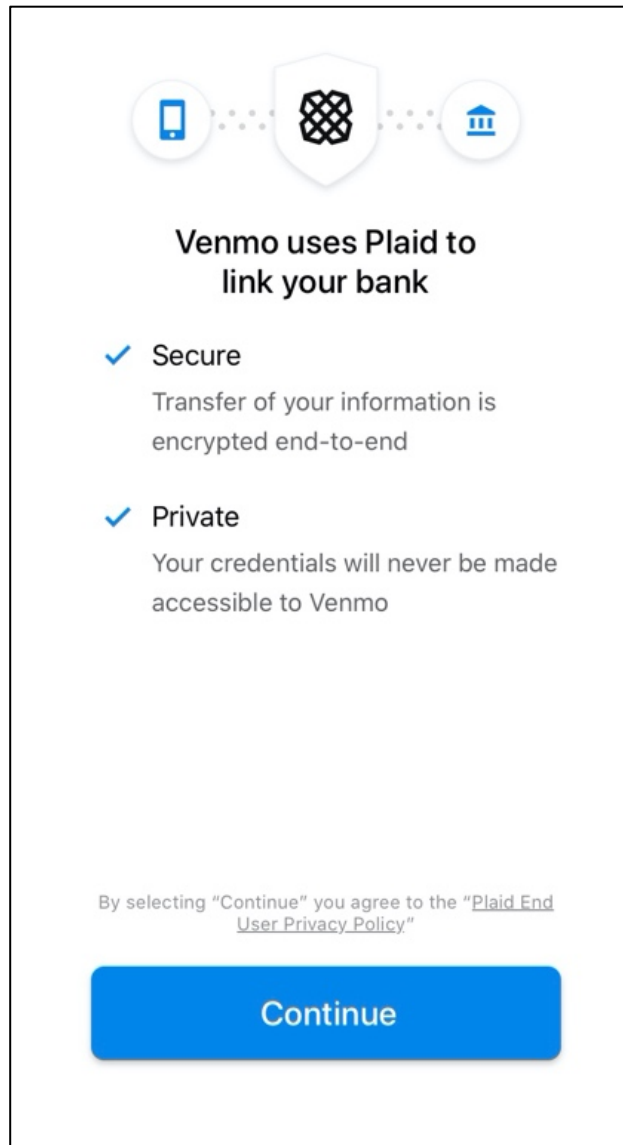 Venmo uses Plaid to
link your bank
Secure
Transfer of your information is
encrypted end-to-end
Private
Your credentials will never be made
accessible to Venmo
By selecting “Continue” you agree to the “Plaid End
User Privacy Policy”
Continue